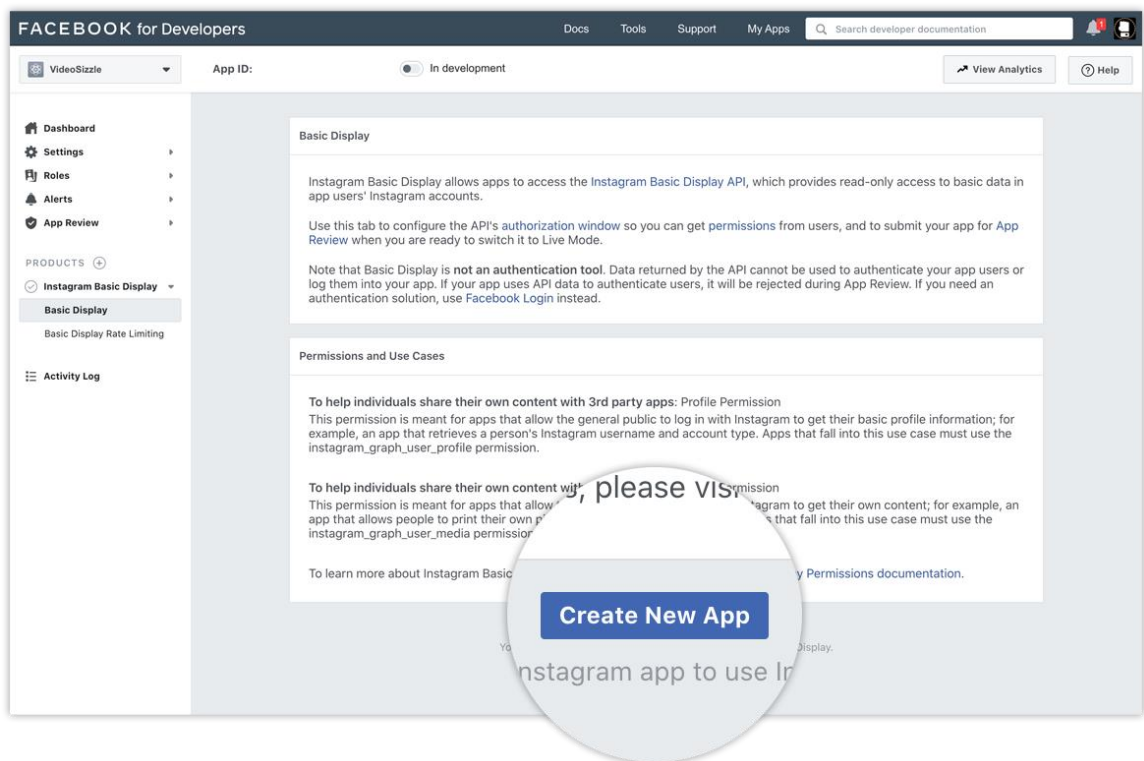 FACEBOOK for Developers
Docs Tools Support My Apps Search developer documentation 1
VideoSizzle App ID: In development View Analytics ? Help
Dashboard
Settings
Roles
Alerts
App Review
PRODUCTS
Instagram Basic Display
Basic Display
Basic Display Rate Limiting
Activity Log
Basic Display
Instagram Basic Display allows apps to access the Instagram Basic Display API, which provides read-only access to basic data in
app users' Instagram accounts.
Use this tab to configure the API's authorization window so you can get permissions from users, and to submit your app for App
Review when you are ready to switch it to Live Mode.
Note that Basic Display is not an authentication tool. Data returned by the API cannot be used to authenticate your app users or
log them into your app. If your app uses API data to authenticate users, it will be rejected during App Review. If you need an
authentication solution, use Facebook Login instead.
Permissions and Use Cases
To help individuals share their own content with 3rd party apps: Profile Permission
This permission is meant for apps that allow the general public to log in with Instagram to get their basic profile information; for
example, an app that retrieves a person's Instagram username and account type. Apps that fall into this use case must use the
instagram_graph_user_profile permission.
To help individuals share their own content
This permission is meant for apps that allow to get their own content; for example, an
app that allows people to print their own that fall into this use case must use the
instagram_graph_user_media
please
To learn more about Instagram Permissions documentation.
Create New App
Display.
app to use